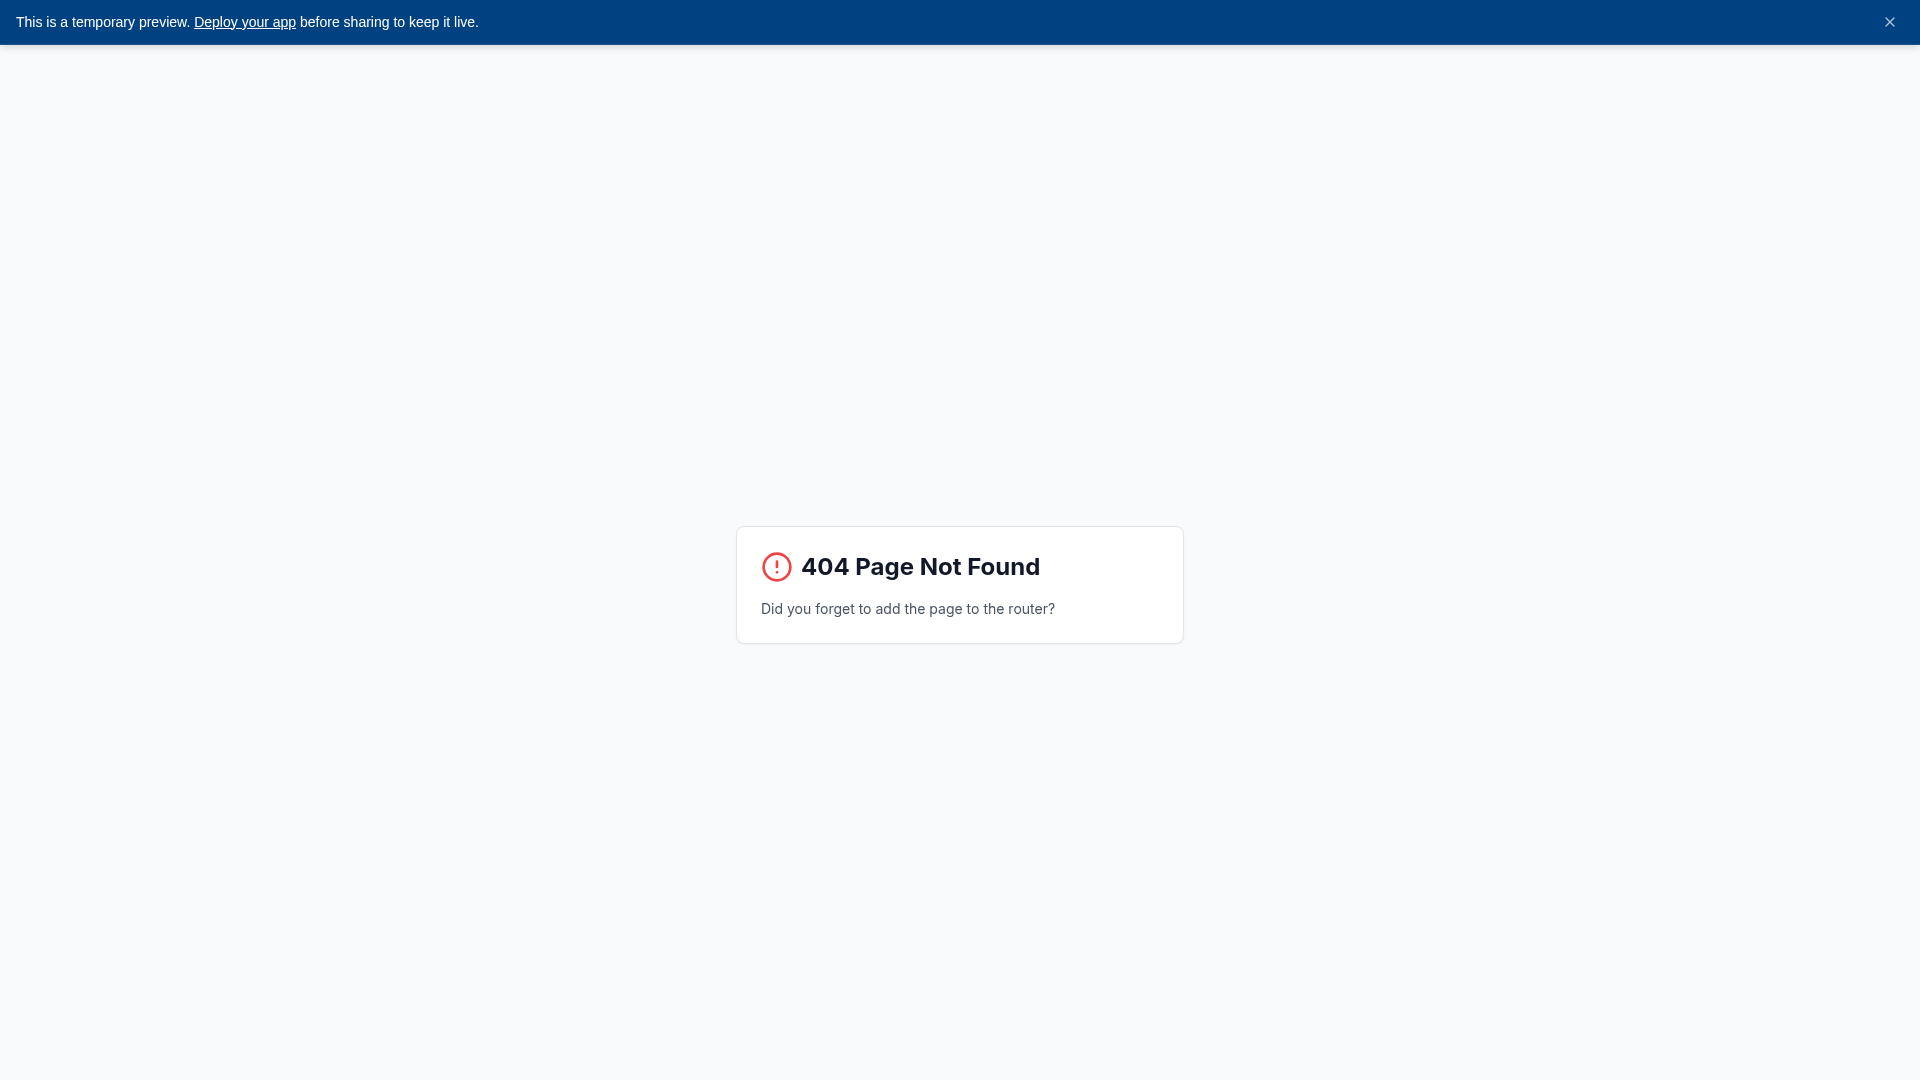 This is a temporary preview. Deploy your app before sharing to keep it live.
404 Page Not Found
Did you forget to add the page to the router?